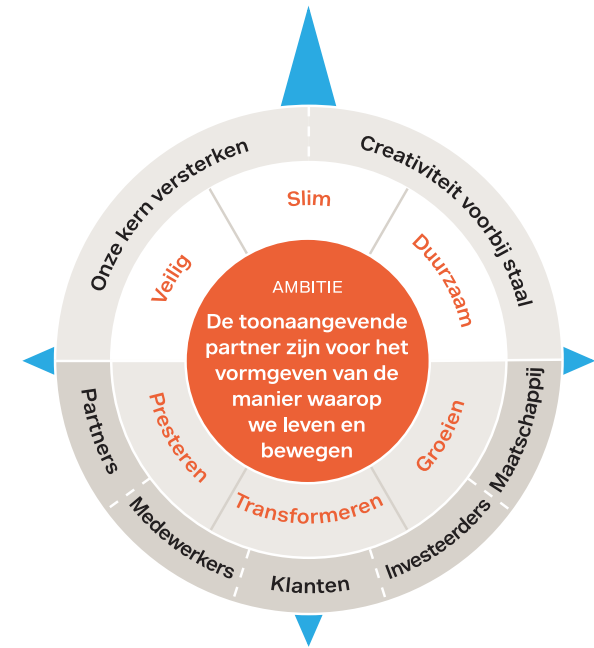 Onze kern versterken
Creativiteit voorbij staal
Veilig
Slim
Duurzaam
AMBITIE
De toonaangevende
partner zijn voor het
vormgeven van de
manier waarop
we leven en
bewegen
Presteren
Transformeren
Groeien
Partners
Medewerkers
Klanten
Investeerders
Maatschappij